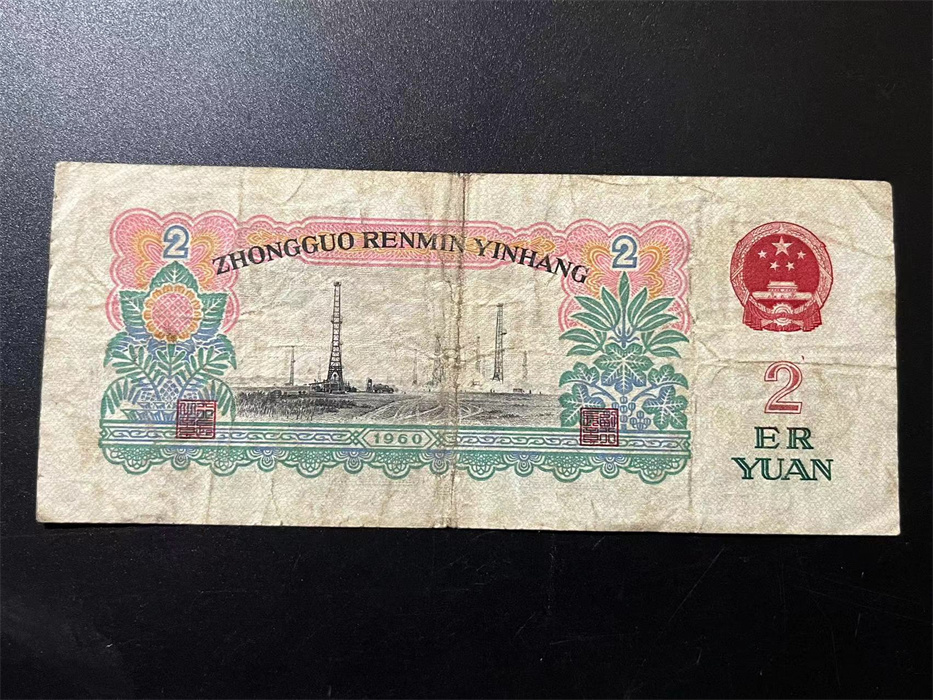 2
2
ZHONGGUO RENMIN YINHANG
1960
2
ER
YUAN